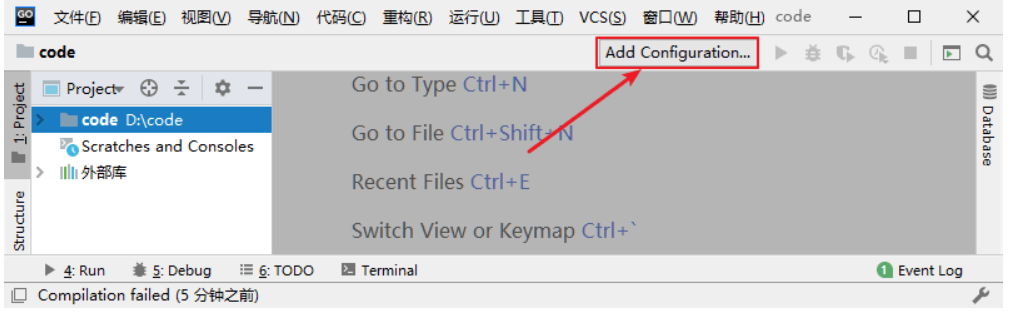 GO 文件(F) 编辑(E) 视图(V) 导航(N) 代码(C) 重构(R) 运行(U) 工具(T) VCS(S) 窗口(W) 帮助(H) code
code Add Configuration...
Project
1: Project
Structure
code D:\code
Scratches and Consoles
外部库
Go to Type Ctrl+N
Go to File Ctrl+Shift+N
Recent Files Ctrl+E
Switch View or Keymap Ctrl+`
Database
4: Run 5: Debug 6: TODO Terminal 1 Event Log
Compilation failed (5 分钟之前)